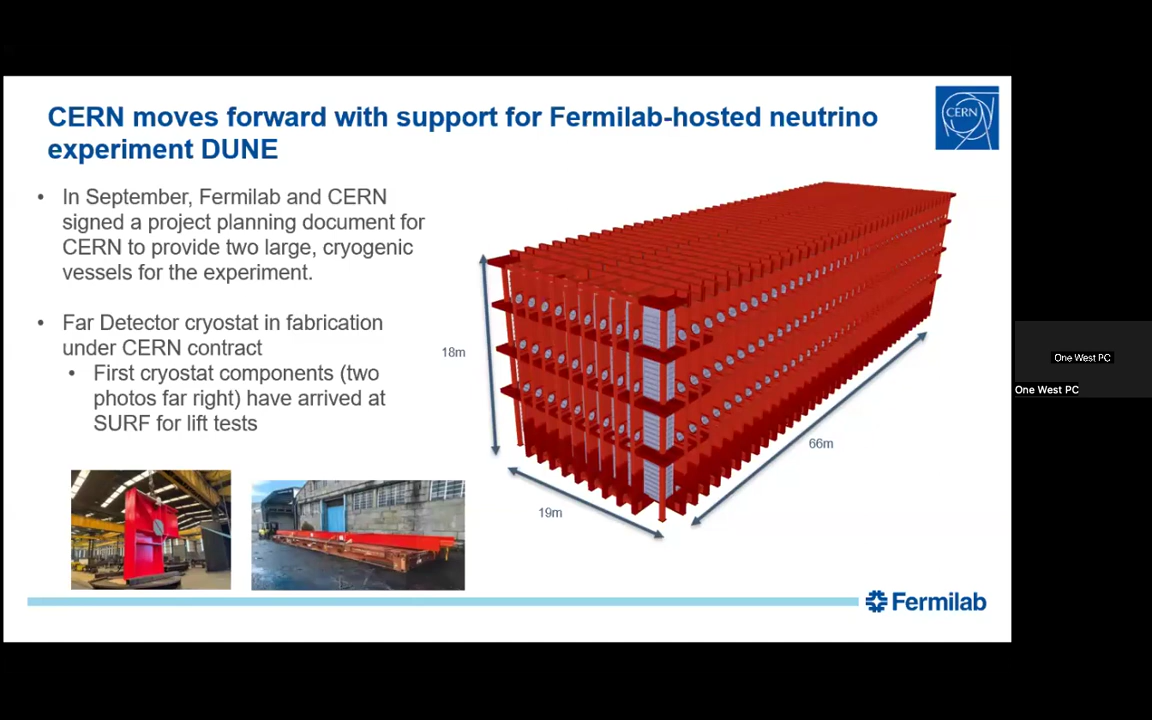 CERN moves forward with support for Fermilab-hosted neutrino
experiment DUNE
CERN
• In September, Fermilab and CERN
signed a project planning document for
CERN to provide two large, cryogenic
vessels for the experiment.
• Far Detector cryostat in fabrication
under CERN contract
• First cryostat components (two
photos far right) have arrived at
SURF for lift tests
18m
19m
66m
Fermilab
One West PC
One West PC